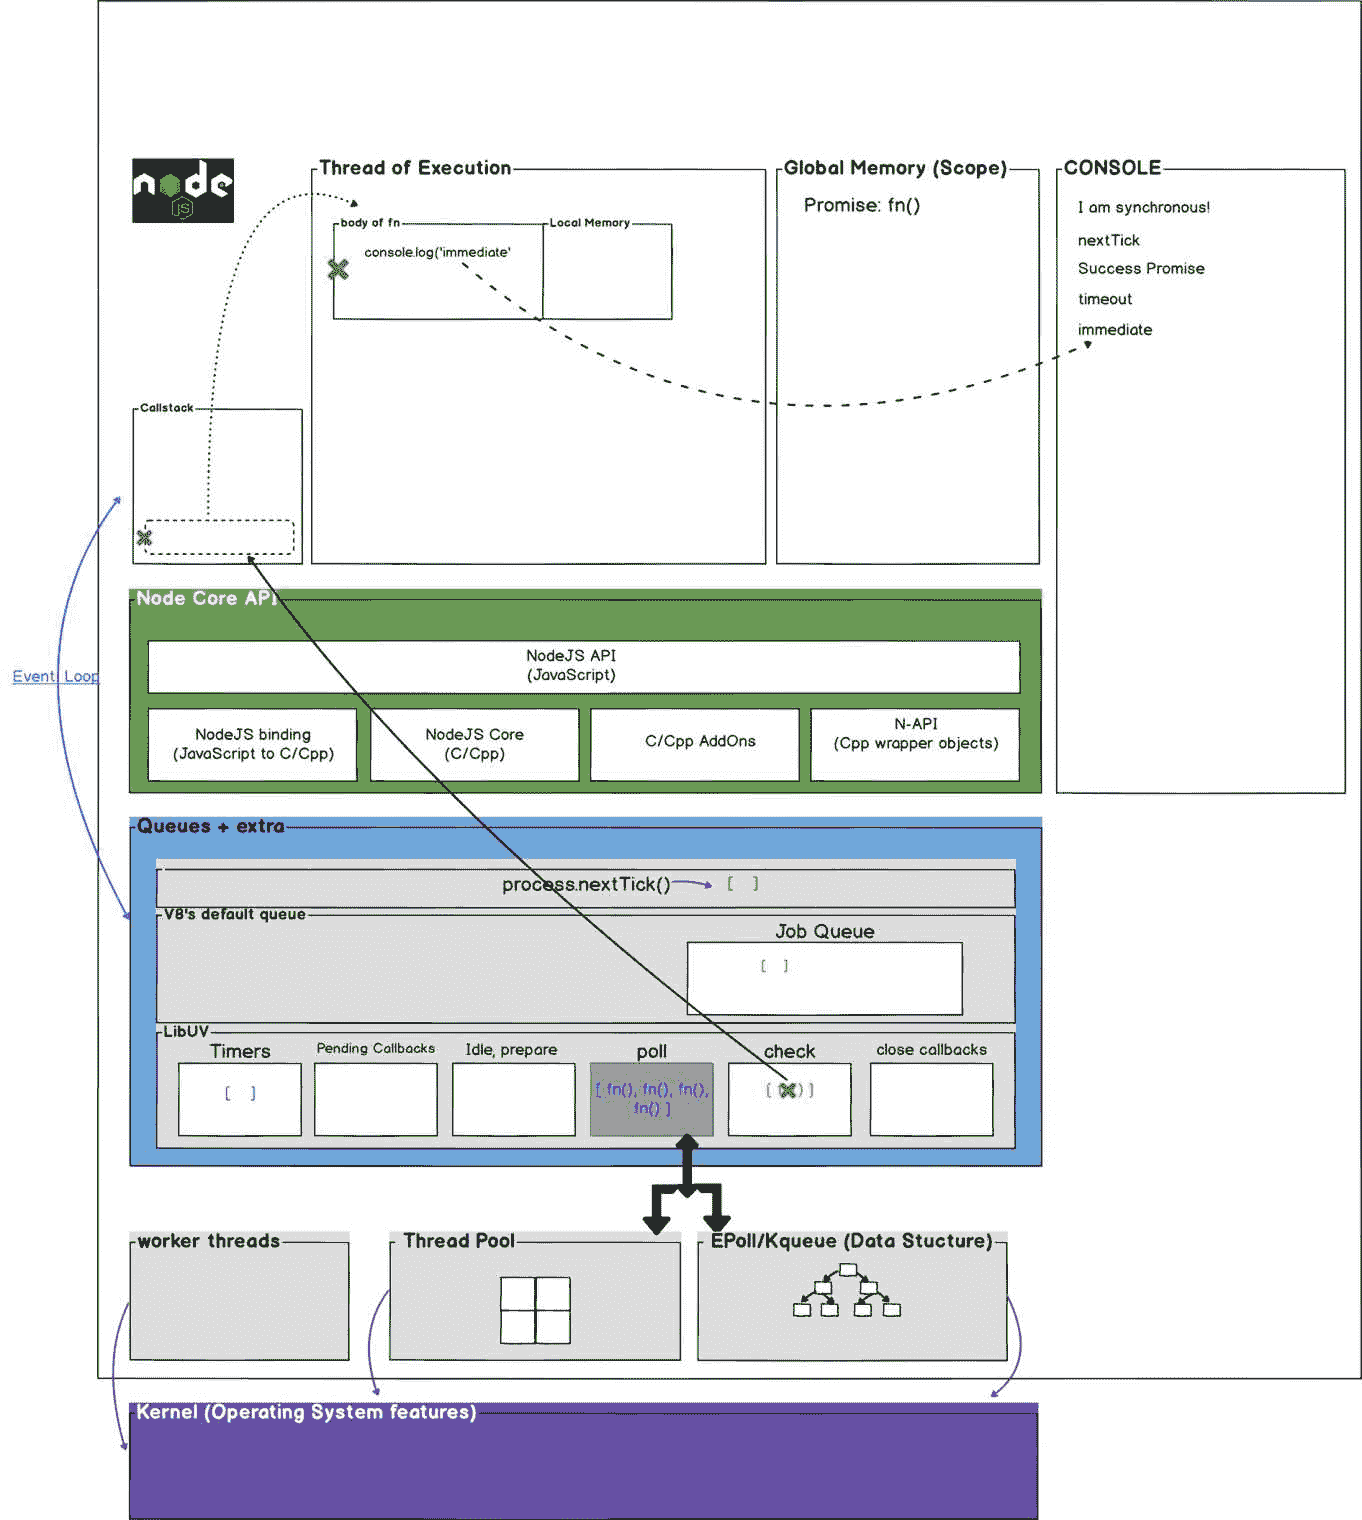 node
JS
Thread of Execution
Global Memory (Scope)
CONSOLE
Promise: fn()
I am synchronous!
nextTick
Success Promise
timeout
immediate
body of fn
Local Memory
console.log('immediate'
Callstack
Event Loop
Node Core API
NodeJS API
(JavaScript)
NodeJS binding
(JavaScript to C/Cpp)
NodeJS Core
(C/Cpp)
C/Cpp AddOns
N-API
(Cpp wrapper objects)
Queues + extra
process.nextTick()
[ ]
V8's default queue
Job Queue
[ ]
LibUV
Timers
[ ]
Pending Callbacks
Idle, prepare
poll
[ fn(), fn(), fn(),
fn() ]
check
close callbacks
worker threads
Thread Pool
EPoll/Kqueue (Data Stucture)
Kernel (Operating System features)